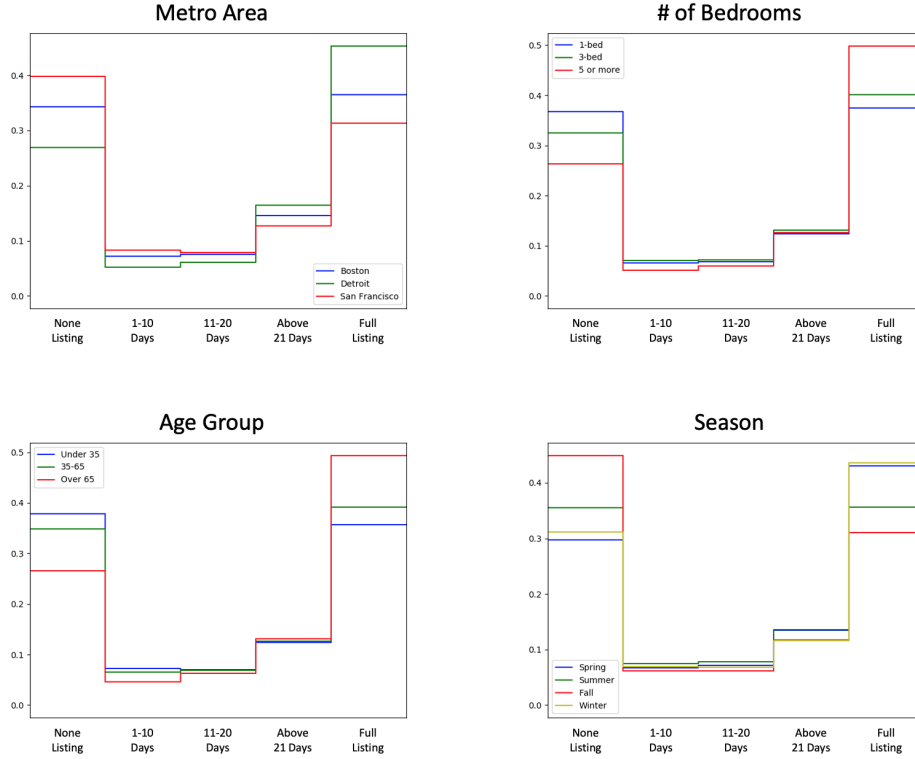 Metro Area
0.4
0.3
0.2
0.1
0.0
Boston
Detroit
San Francisco
None
Listing
1-10
Days
11-20
Days
Above
21 Days
Full
Listing
# of Bedrooms
0.5
0.4
0.3
0.2
0.1
0.0
1-bed
3-bed
5 or more
None
Listing
1-10
Days
11-20
Days
Above
21 Days
Full
Listing
Age Group
0.5
0.4
0.3
0.2
0.1
0.0
Under 35
35-65
Over 65
None
Listing
1-10
Days
11-20
Days
Above
21 Days
Full
Listing
Season
0.4
0.3
0.2
0.1
0.0
Spring
Summer
Fall
Winter
None
Listing
1-10
Days
11-20
Days
Above
21 Days
Full
Listing